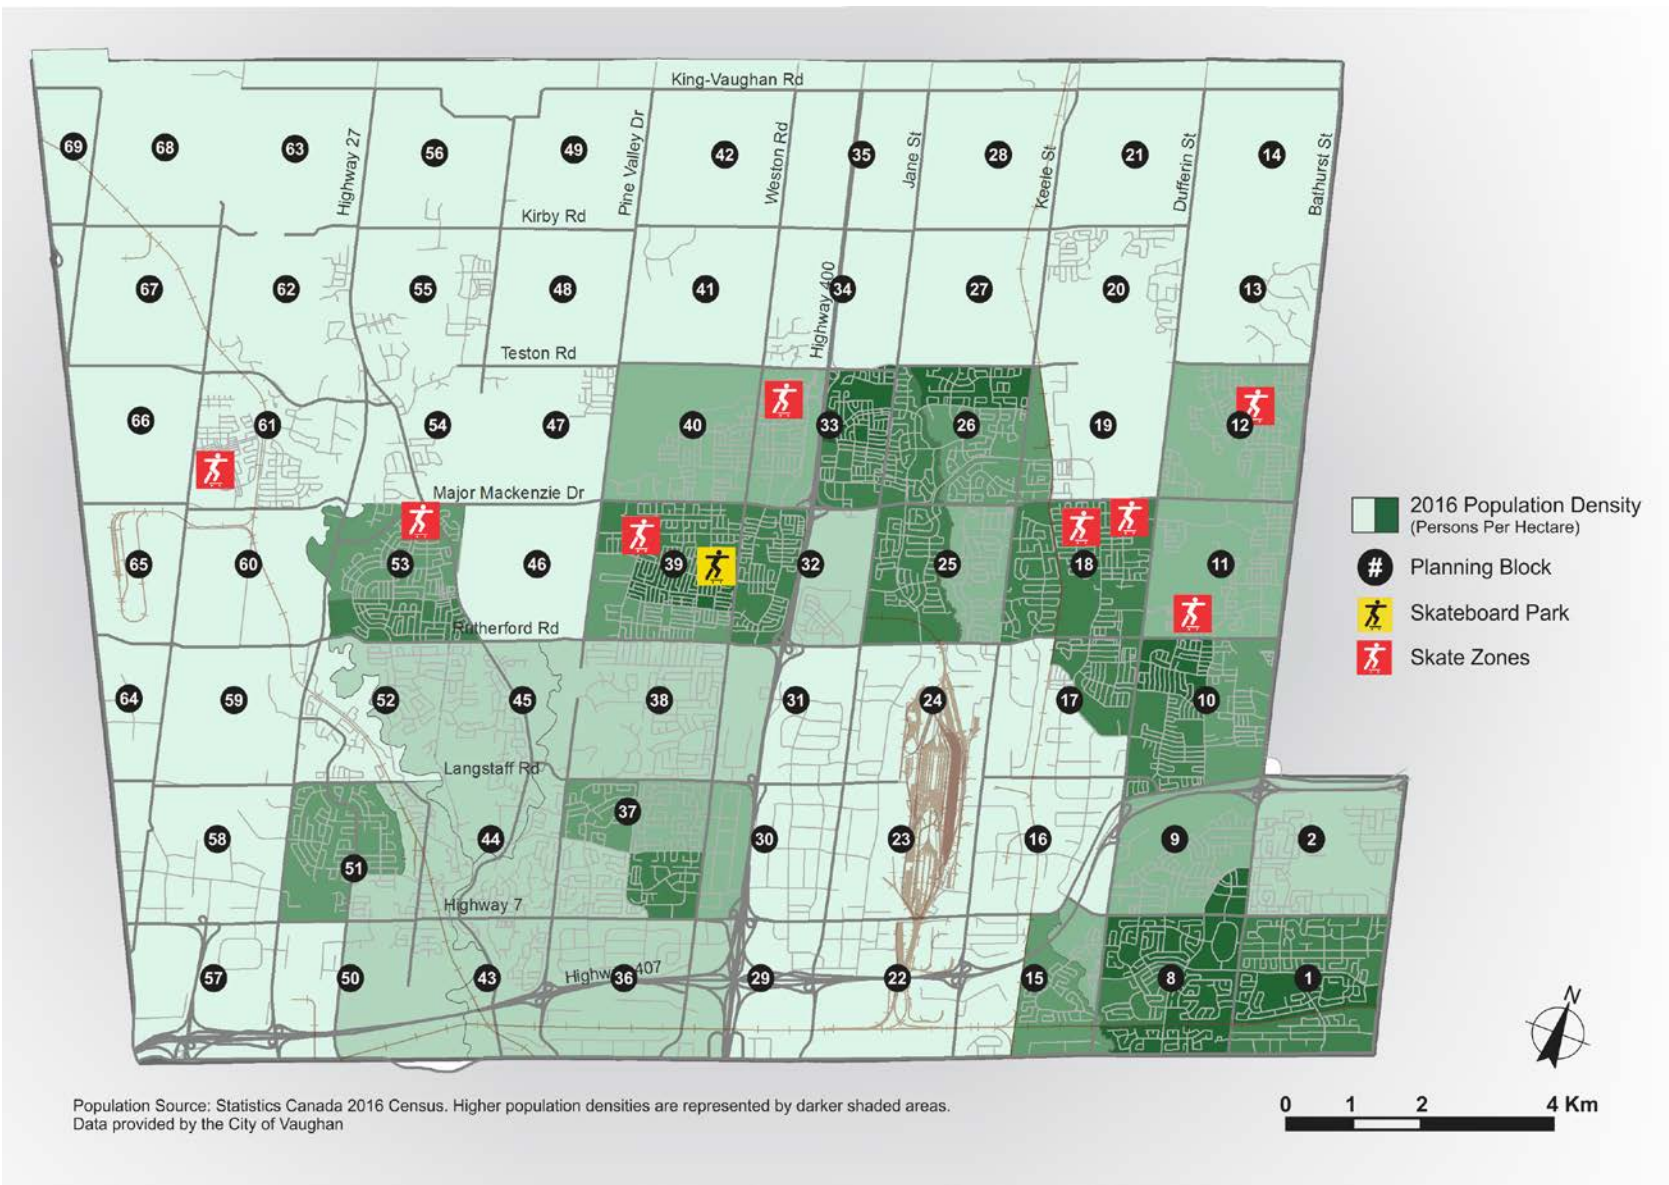 King-Vaughan Rd
69
68
63
Highway 27
56
49
Pine Valley Dr
42
Weston Rd
35
Jane St
28
Keele St
21
Dufferin St
14
Bathurst St
Kirby Rd
67
62
55
48
41
Highway 400
34
27
20
13
Teston Rd
66
61
54
47
40
33
26
19
12
Major Mackenzie Dr
65
60
53
46
39
32
25
18
11
Rutherford Rd
64
59
52
45
38
31
24
17
10
Langstaff Rd
58
51
44
37
30
23
16
9
2
Highway 7
57
50
43
Highway 407
36
29
22
15
8
1
2016 Population Density
(Persons Per Hectare)
# Planning Block
Skateboard Park
Skate Zones
N
0 1 2 4 Km
Population Source: Statistics Canada 2016 Census. Higher population densities are represented by darker shaded areas.
Data provided by the City of Vaughan